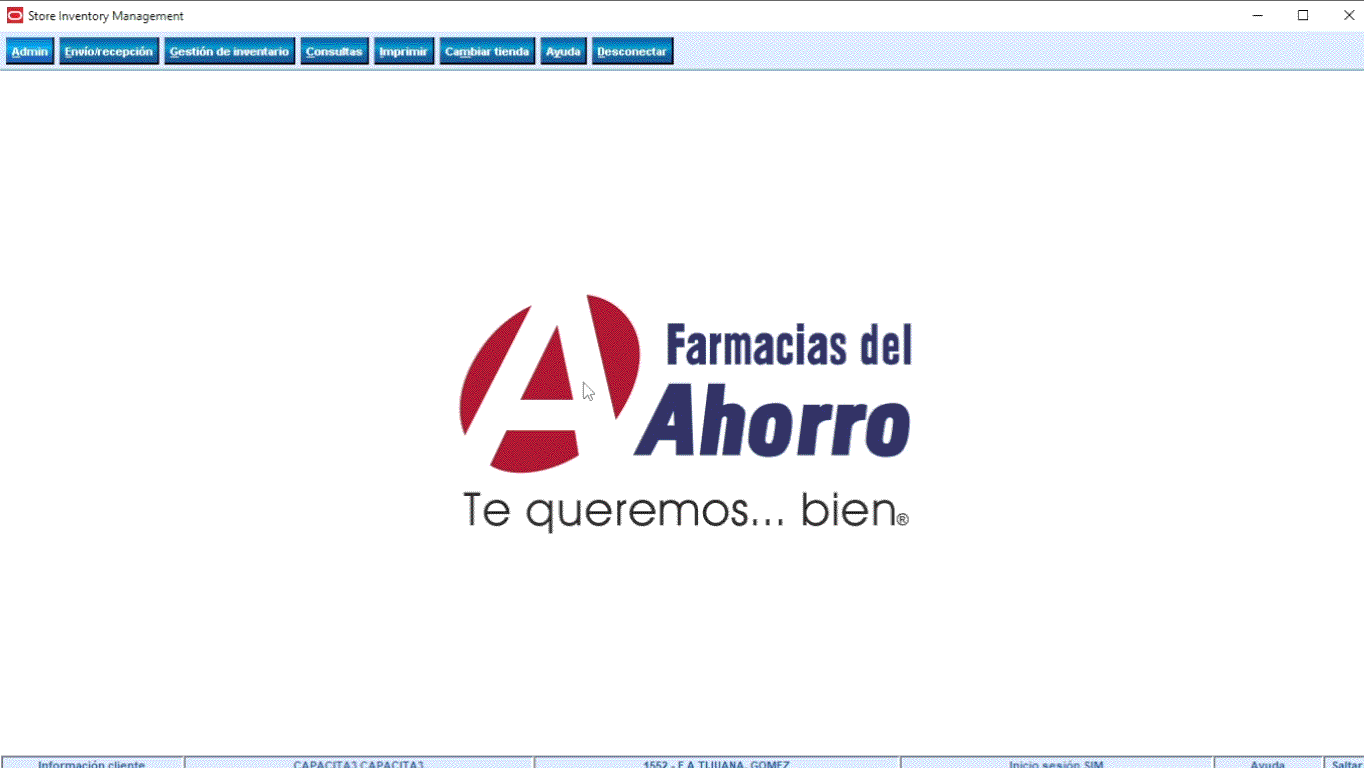 Store Inventory Management
Admin Envío/recepción Gestión de inventario Consultas Imprimir Cambiar tienda Ayuda Desconectar
Farmacias del
Ahorro
Te queremos... bien®
Información cliente CAPACITA3 CAPACITA3 1552 - F.A TIJUANA, GOMEZ Inicio sesión SIM Ayuda Saltar